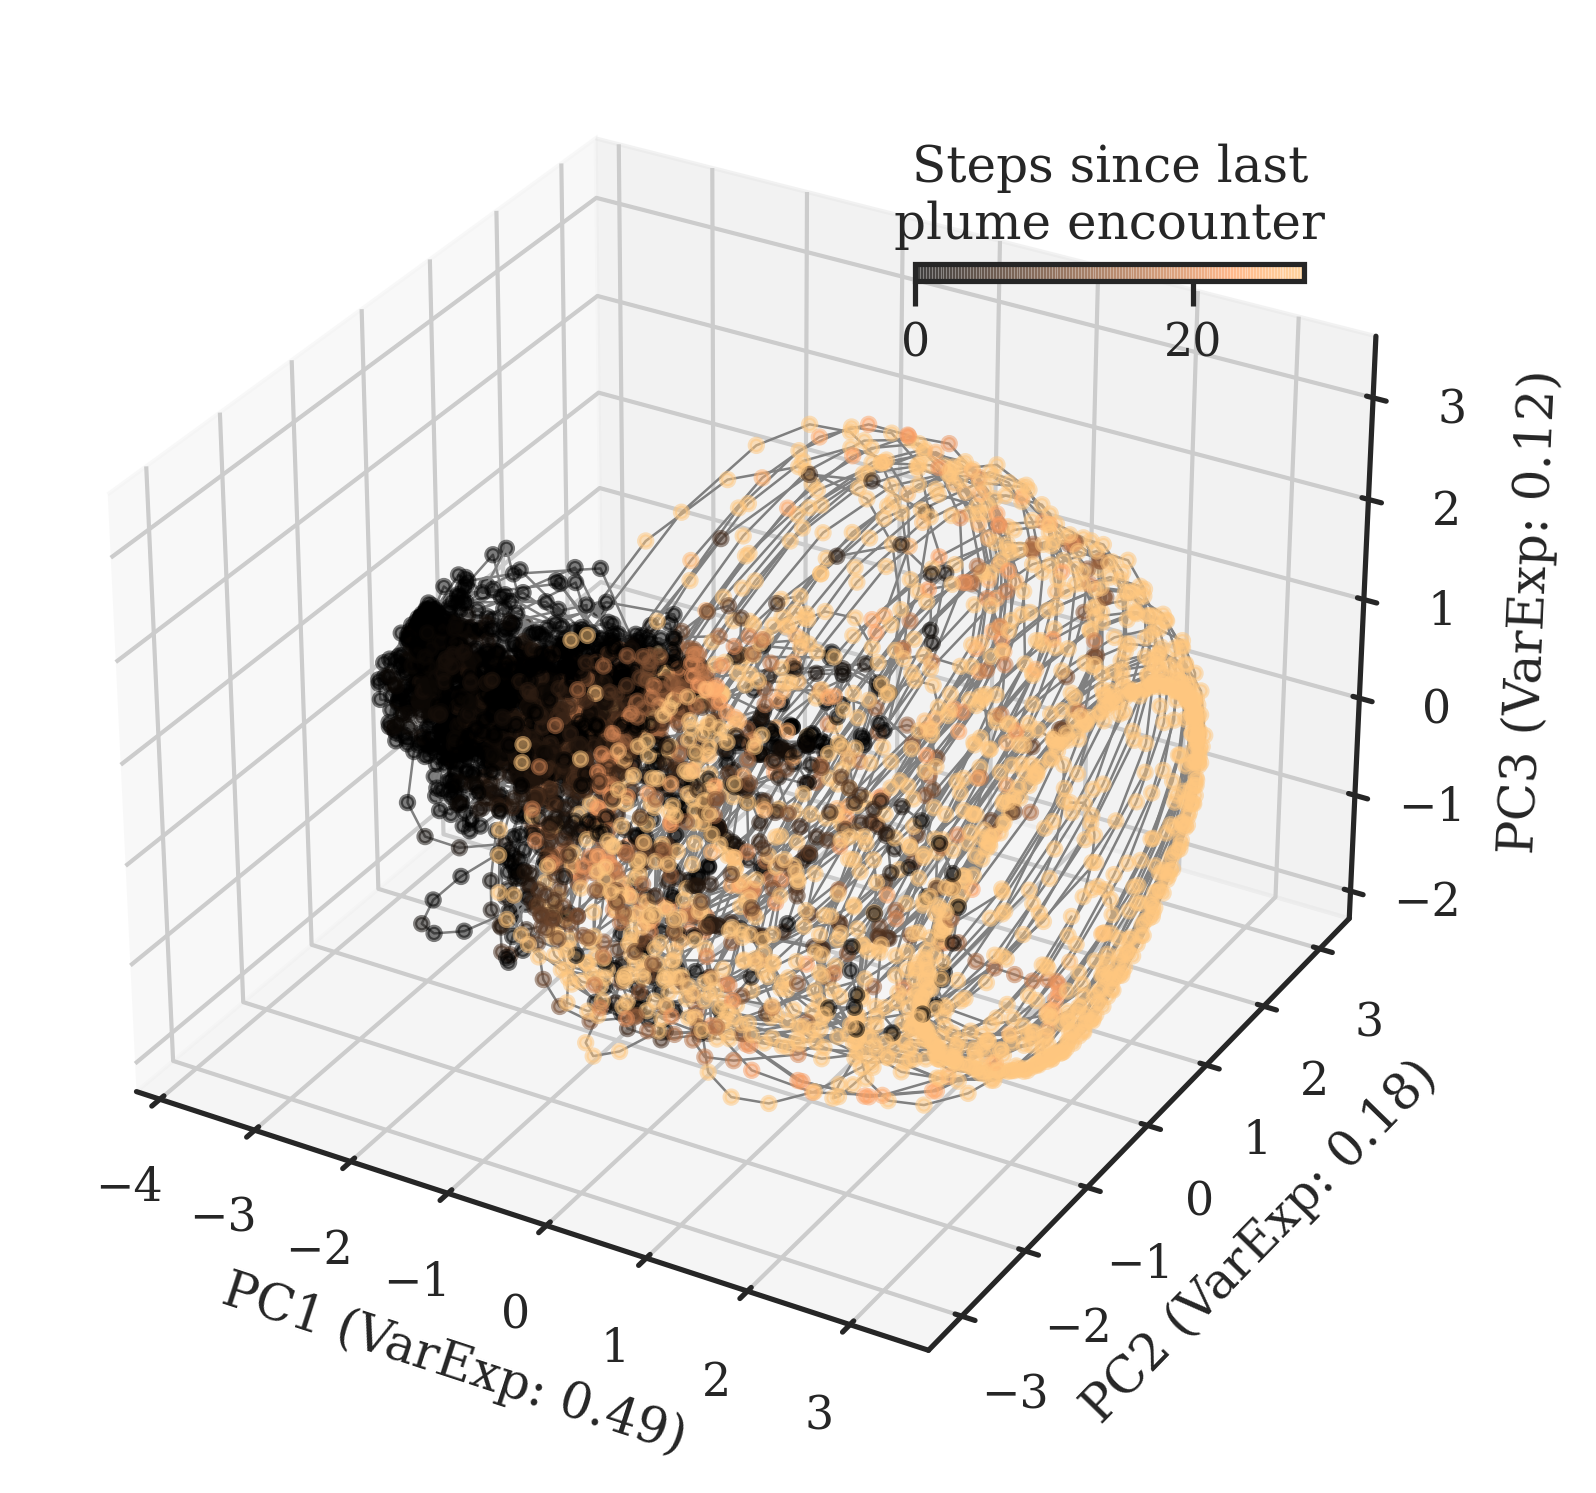 Steps since last
plume encounter
0 20
3
2
1
0
−1
−2
PC3 (VarExp: 0.12)
3
2
1
0
−1
−2
−3
PC2 (VarExp: 0.18)
−4 −3 −2 −1 0 1 2 3
PC1 (VarExp: 0.49)